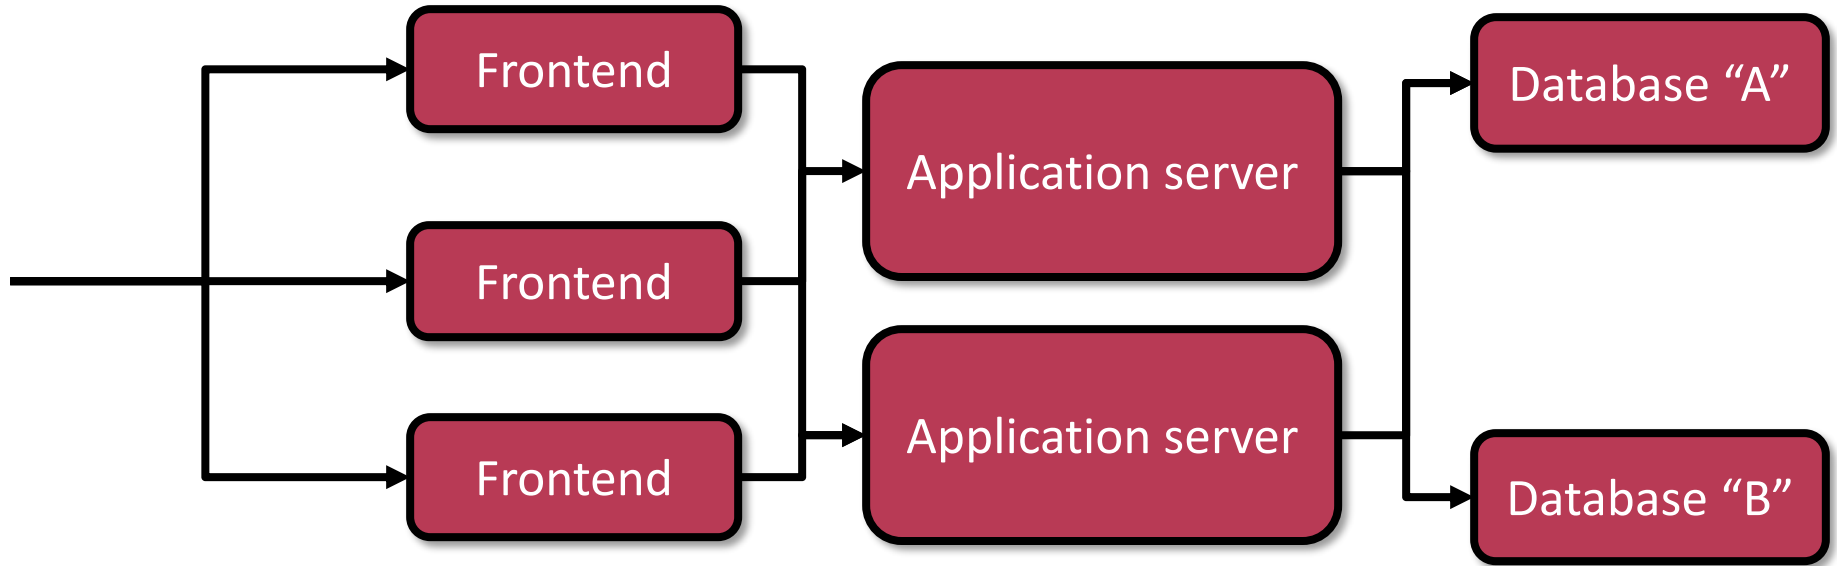 Frontend
Frontend
Frontend
Application server
Application server
Database “A”
Database “B”